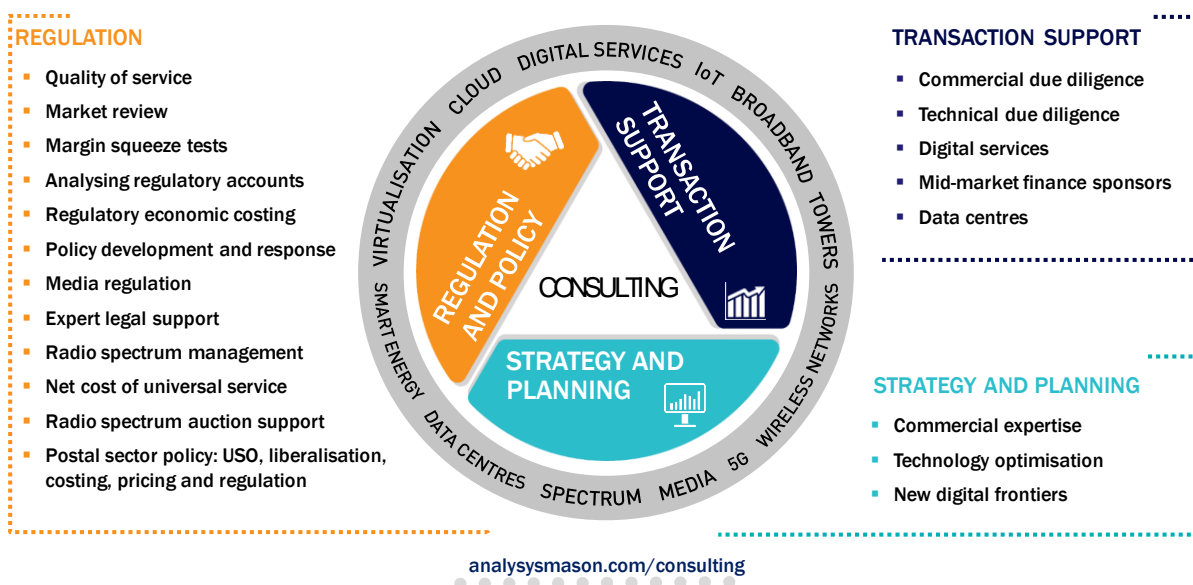 REGULATION
Quality of service
Market review
Margin squeeze tests
Analysing regulatory accounts
Regulatory economic costing
Policy development and response
Media regulation
Expert legal support
Radio spectrum management
Net cost of universal service
Radio spectrum auction support
Postal sector policy: USO, liberalisation,
costing, pricing and regulation
VIRTUALISATION
CLOUD
DIGITAL SERVICES
IoT
BROADBAND
TOWERS
WIRELESS NETWORKS
5G
MEDIA
SPECTRUM
DATA CENTRES
SMART ENERGY
REGULATION
AND POLICY
TRANSACTION
SUPPORT
CONSULTING
STRATEGY AND
PLANNING
TRANSACTION SUPPORT
Commercial due diligence
Technical due diligence
Digital services
Mid-market finance sponsors
Data centres
STRATEGY AND PLANNING
Commercial expertise
Technology optimisation
New digital frontiers
analysysmason.com/consulting